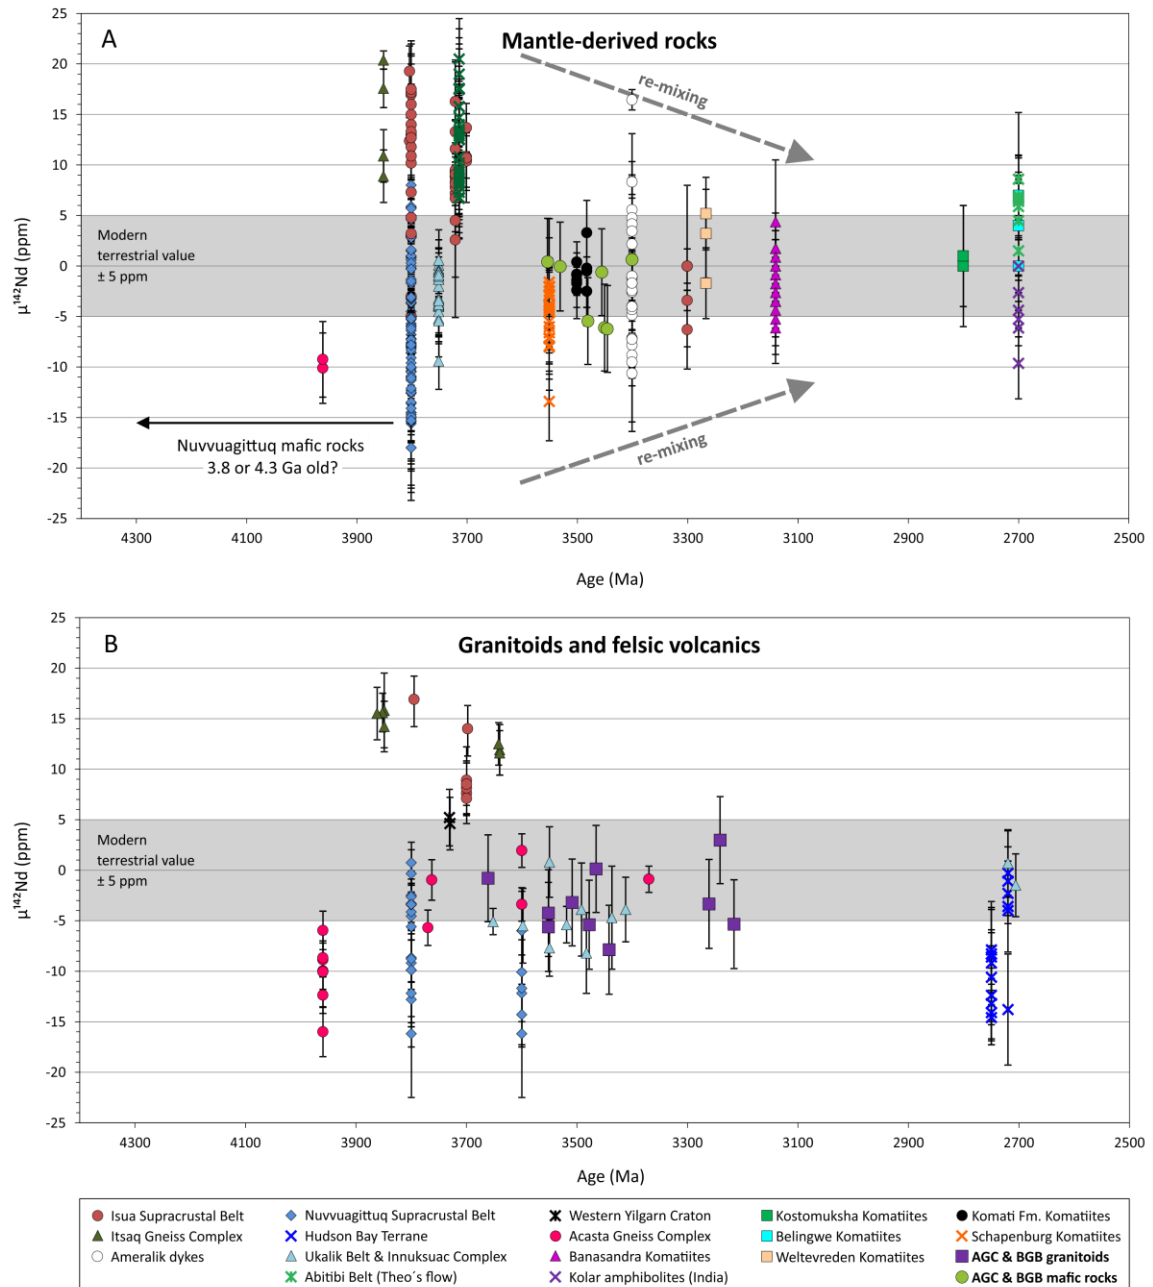 A
Mantle-derived rocks
re-mixing
Modern
terrestrial value
± 5 ppm
Nuvvuagittuq mafic rocks
3.8 or 4.3 Ga old?
re-mixing
μ¹⁴²Nd (ppm)
25
20
15
10
5
0
-5
-10
-15
-20
-25
4300 4100 3900 3700 3500 3300 3100 2900 2700 2500
Age (Ma)
B
Granitoids and felsic volcanics
Modern
terrestrial value
± 5 ppm
μ¹⁴²Nd (ppm)
25
20
15
10
5
0
-5
-10
-15
-20
-25
4300 4100 3900 3700 3500 3300 3100 2900 2700 2500
Age (Ma)
Isua Supracrustal Belt
Itsaq Gneiss Complex
Ameralik dykes
Nuvvuagittuq Supracrustal Belt
Hudson Bay Terrane
Ukalik Belt & Innuksuac Complex
Abitibi Belt (Theo´s flow)
Western Yilgarn Craton
Acasta Gneiss Complex
Banasandra Komatiites
Kolar amphibolites (India)
Kostomuksha Komatiites
Belingwe Komatiites
Weltevreden Komatiites
Komati Fm. Komatiites
Schapenburg Komatiites
AGC & BGB granitoids
AGC & BGB mafic rocks